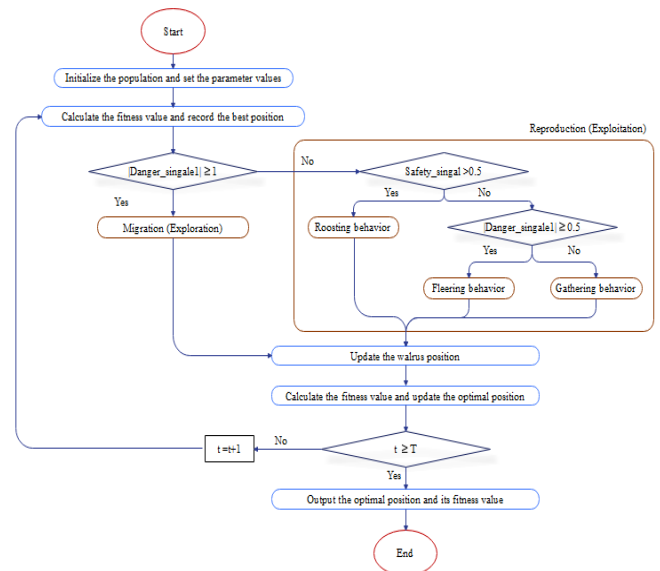 Start
Initialize the population and set the parameter values
Calculate the fitness value and record the best position
Reproduction (Exploitation)
|Danger_singale1| ≥ 1
No
Safety_singal >0.5
Yes
Yes
No
Migration (Exploration)
Roosting behavior
|Danger_singale1| ≥ 0.5
Yes
No
Fleering behavior
Gathering behavior
Update the walrus position
Calculate the fitness value and update the optimal position
t =t+1
No
t ≥ T
Yes
Output the optimal position and its fitness value
End